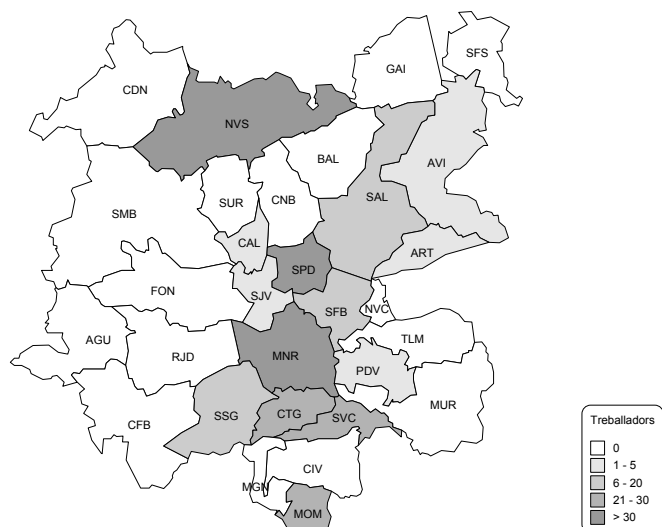 SFS
GAI
CDN
NVS
BAL
AVI
SUR
CNB
SAL
SMB
CAL
ART
SPD
FON
SJV
SFB
NVC
AGU
RJD
MNR
TLM
PDV
CFB
SSG
CTG
SVC
MUR
CIV
MGN
MOM
Treballadors
0
1 - 5
6 - 20
21 - 30
> 30